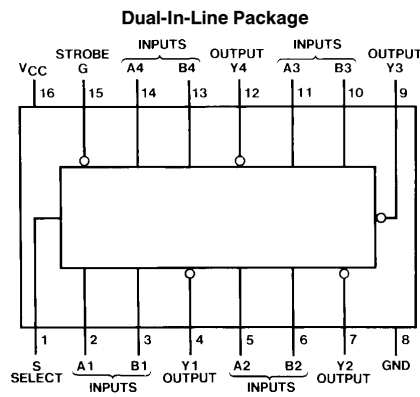 Dual-In-Line Package
STROBE INPUTS OUTPUT INPUTS OUTPUT
VCC G A4 B4 Y4 A3 B3 Y3
16 15 14 13 12 11 10 9
1 2 3 4 5 6 7 8
S A1 B1 Y1 A2 B2 Y2 GND
SELECT INPUTS OUTPUT INPUTS OUTPUT